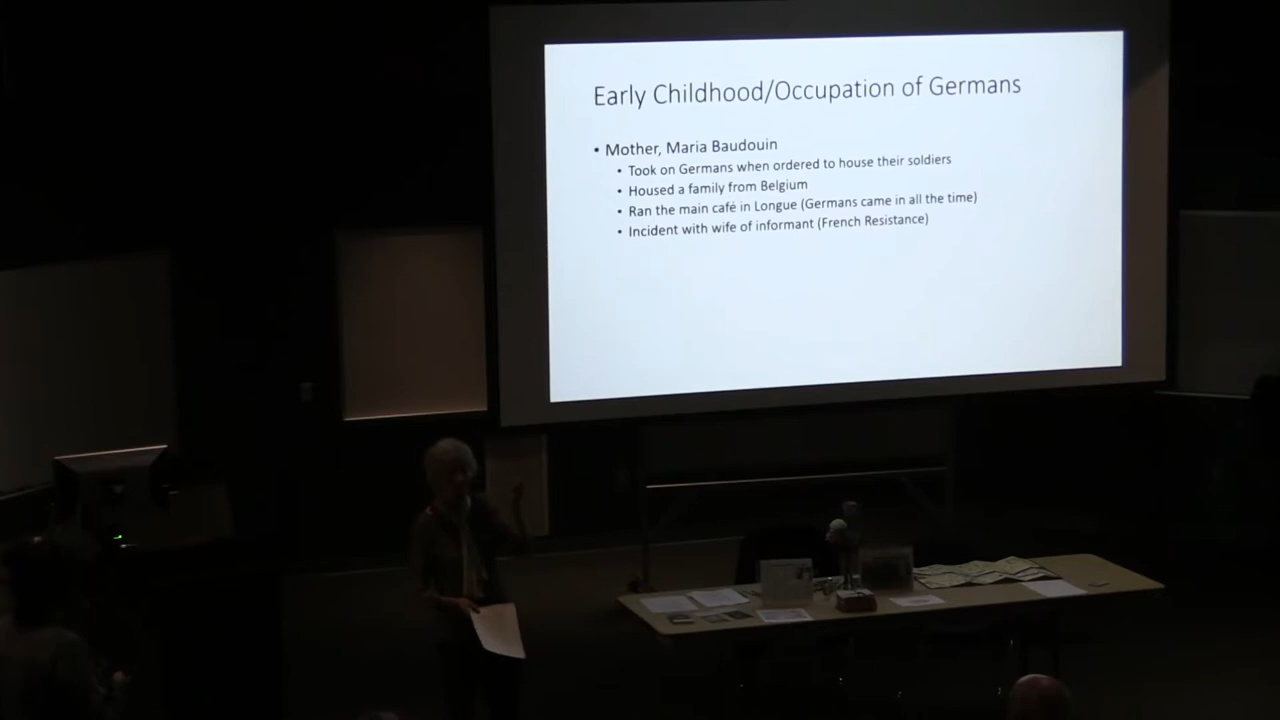 Early Childhood/Occupation of Germans
• Mother, Maria Baudouin
• Took on Germans when ordered to house their soldiers
• Housed a family from Belgium
• Ran the main café in Longue (Germans came in all the time)
• Incident with wife of informant (French Resistance)